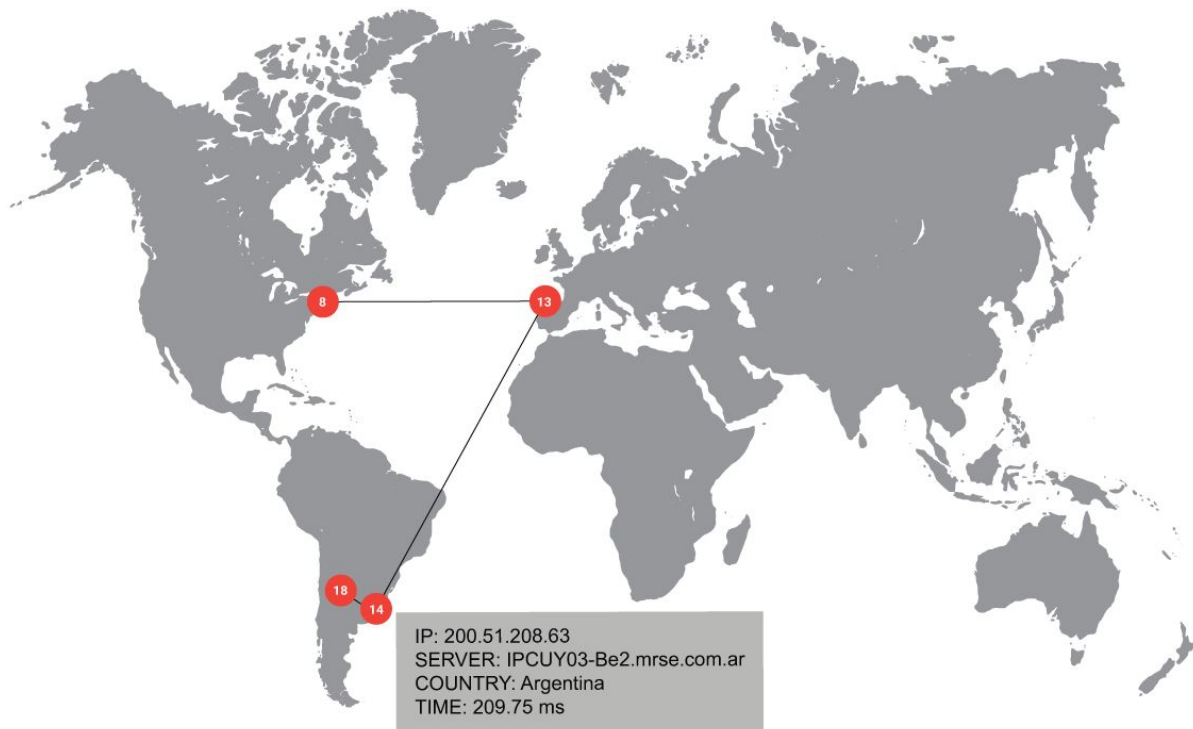 8
13
18
14
IP: 200.51.208.63
SERVER: IPCUY03-Be2.mrse.com.ar
COUNTRY: Argentina
TIME: 209.75 ms